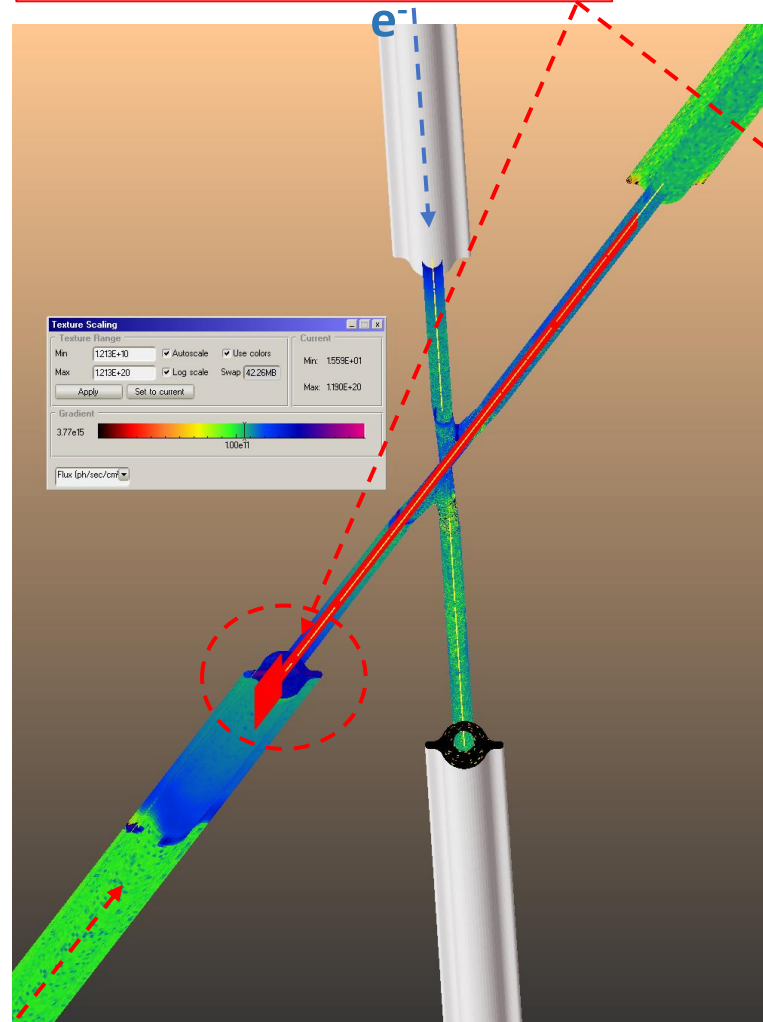 e-
Texture Scaling
Texture Range
Min 1.213E+10 Autoscale Use colors
Max 1.213E+20 Log scale Swap 42.26MB
Apply Set to current
Current
Min: 1.559E+01
Max: 1.190E+20
Gradient
3.77e15
1.00e11
Flux (ph/sec/cm²